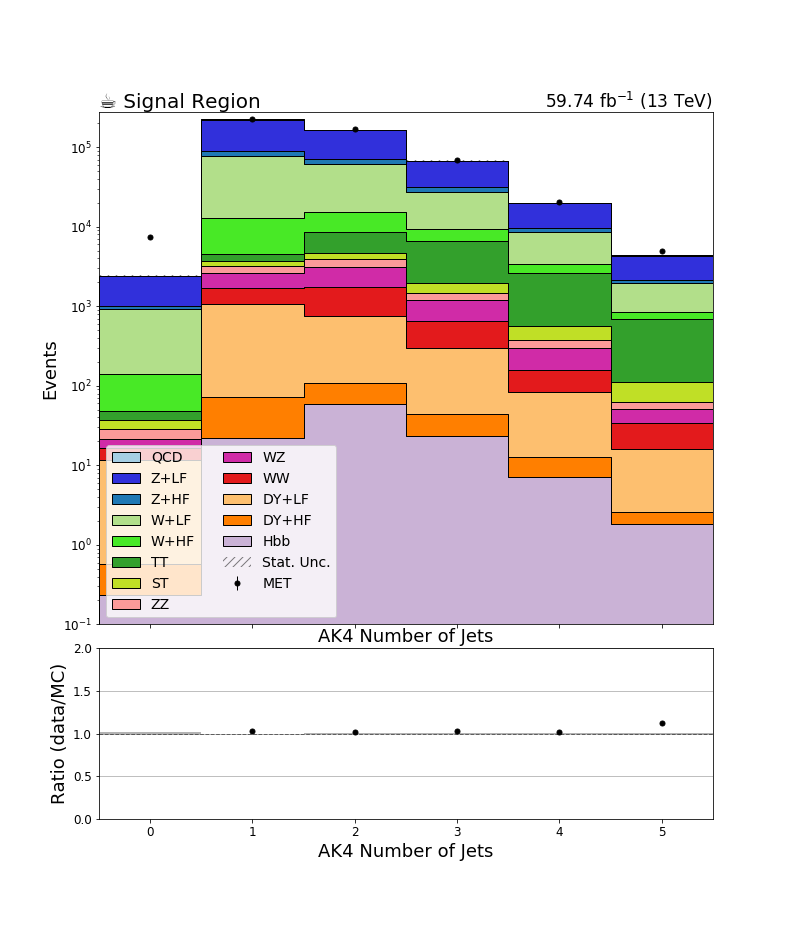 ☕ Signal Region 59.74 fb⁻¹ (13 TeV)
10⁵
10⁴
10³
10²
10¹
10⁰
10⁻¹
Events
QCD
Z+LF
Z+HF
W+LF
W+HF
TT
ST
ZZ
WZ
WW
DY+LF
DY+HF
Hbb
Stat. Unc.
MET
AK4 Number of Jets
2.0
1.5
1.0
0.5
0.0
Ratio (data/MC)
0 1 2 3 4 5
AK4 Number of Jets